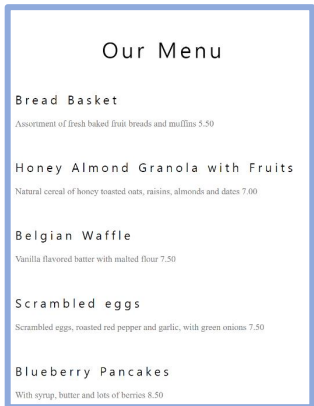 Our Menu
Bread Basket
Assortment of fresh baked fruit breads and muffins 5.50
Honey Almond Granola with Fruits
Natural cereal of honey toasted oats, raisins, almonds and dates 7.00
Belgian Waffle
Vanilla flavored batter with malted flour 7.50
Scrambled eggs
Scrambled eggs, roasted red pepper and garlic, with green onions 7.50
Blueberry Pancakes
With syrup, butter and lots of berries 8.50